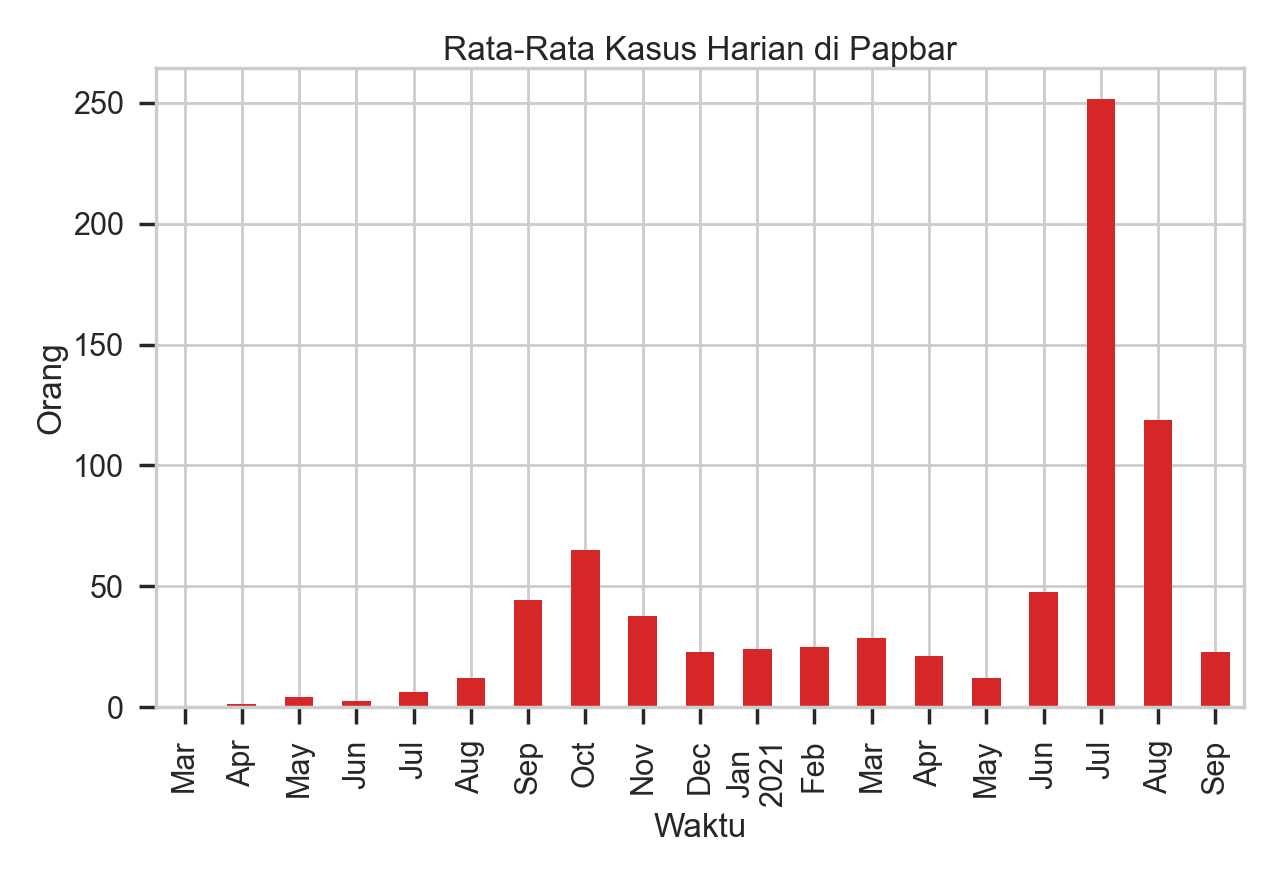 Rata-Rata Kasus Harian di Papbar
250
200
150
100
50
0
Orang
Mar
Apr
May
Jun
Jul
Aug
Sep
Oct
Nov
Dec
Jan
2021
Feb
Mar
Apr
May
Jun
Jul
Aug
Sep
Waktu